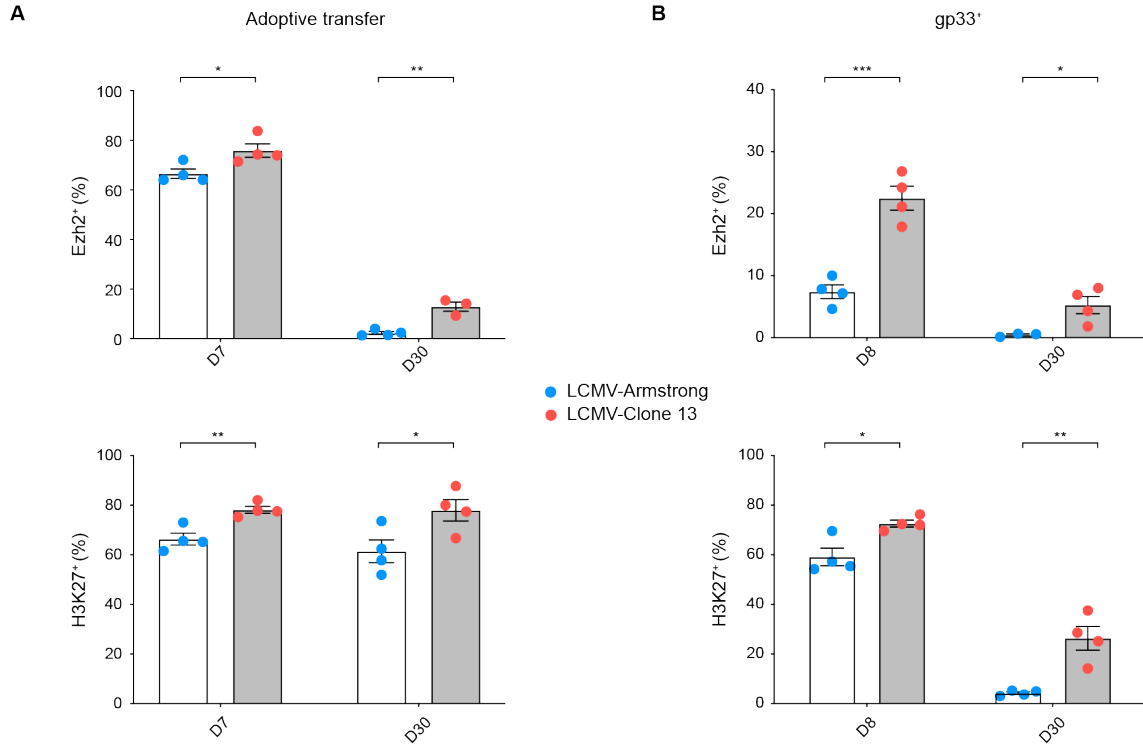 A
Adoptive transfer
B
gp33⁺
Ezh2⁺ (%)
100
80
60
40
20
0
*
**
D7
D30
Ezh2⁺ (%)
40
30
20
10
0
***
*
D8
D30
LCMV-Armstrong
LCMV-Clone 13
H3K27⁺ (%)
100
80
60
40
20
0
**
*
D7
D30
H3K27⁺ (%)
100
80
60
40
20
0
*
**
D8
D30